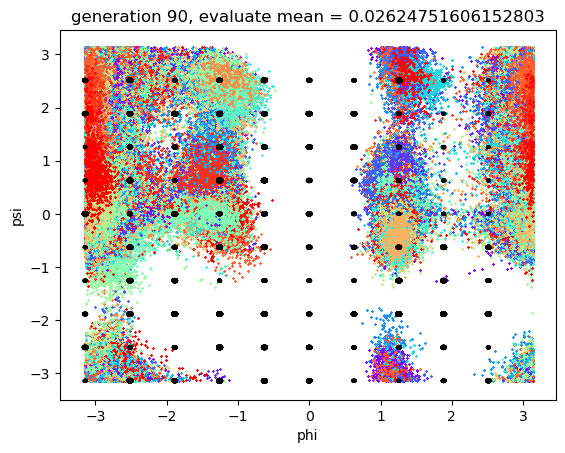 generation 90, evaluate mean = 0.02624751606152803
3
2
1
0
−1
−2
−3
psi
−3 −2 −1 0 1 2 3
phi